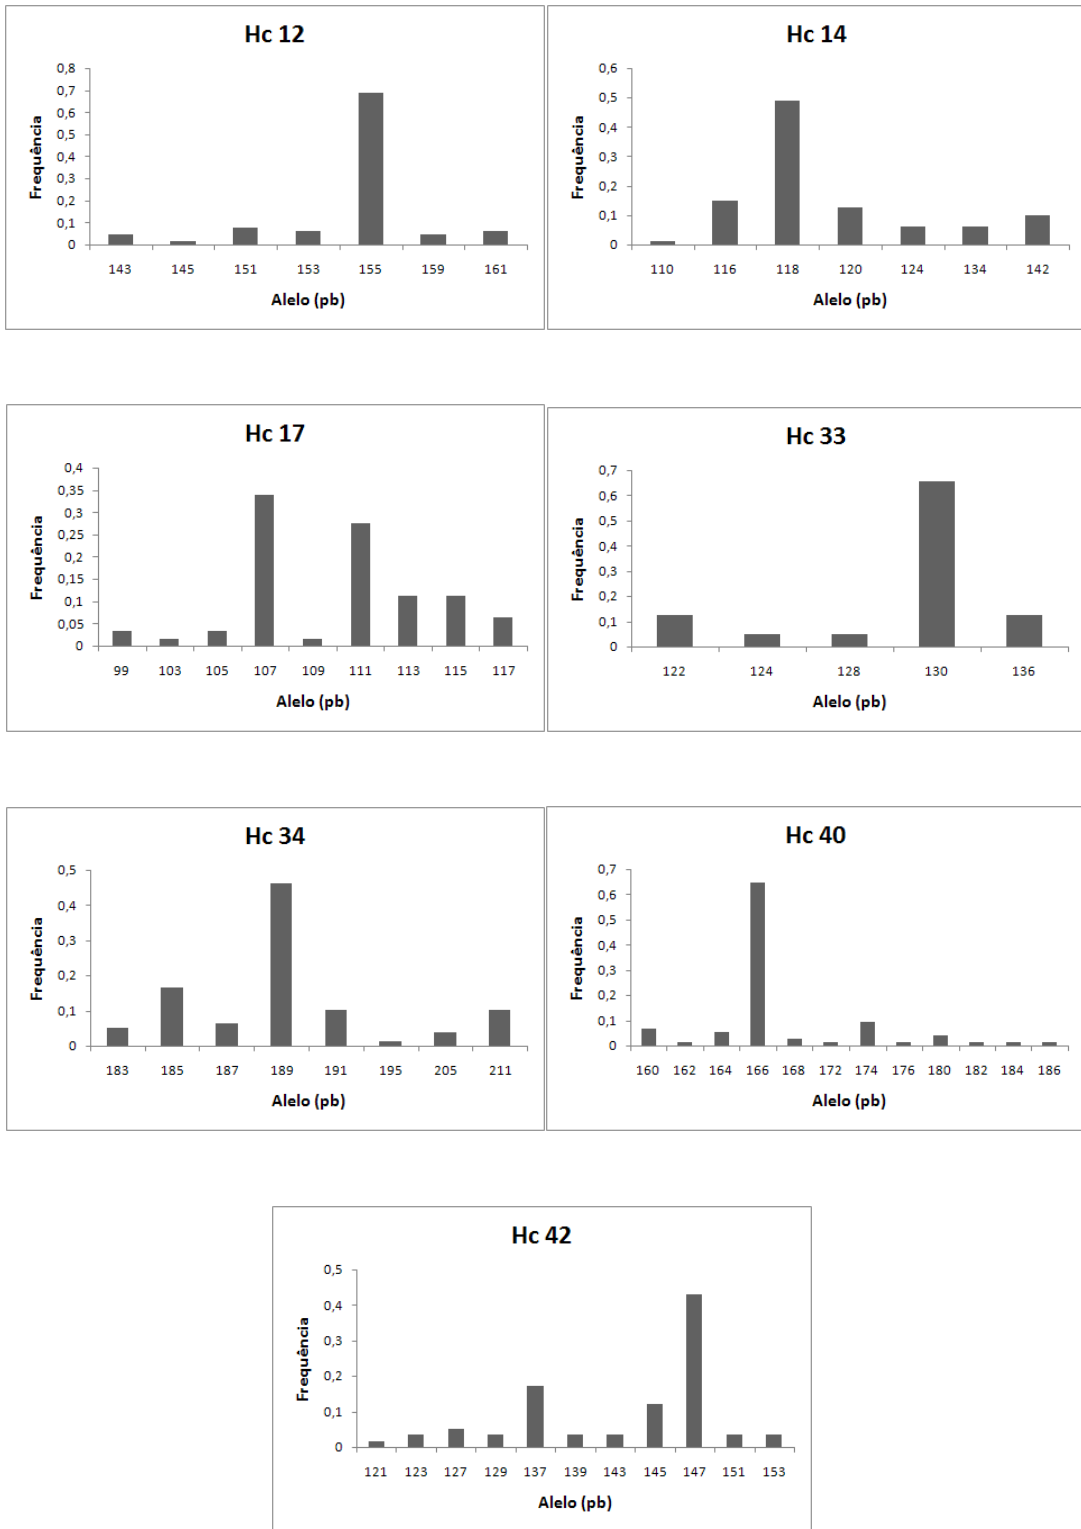 Hc 12
Frequência
0,8
0,7
0,6
0,5
0,4
0,3
0,2
0,1
0
143 145 151 153 155 159 161
Alelo (pb)
Hc 14
Frequência
0,6
0,5
0,4
0,3
0,2
0,1
0
110 116 118 120 124 134 142
Alelo (pb)
Hc 17
Frequência
0,4
0,35
0,3
0,25
0,2
0,15
0,1
0,05
0
99 103 105 107 109 111 113 115 117
Alelo (pb)
Hc 33
Frequência
0,7
0,6
0,5
0,4
0,3
0,2
0,1
0
122 124 128 130 136
Alelo (pb)
Hc 34
Frequência
0,5
0,4
0,3
0,2
0,1
0
183 185 187 189 191 195 205 211
Alelo (pb)
Hc 40
Frequência
0,7
0,6
0,5
0,4
0,3
0,2
0,1
0
160 162 164 166 168 172 174 176 180 182 184 186
Alelo (pb)
Hc 42
Frequência
0,5
0,4
0,3
0,2
0,1
0
121 123 127 129 137 139 143 145 147 151 153
Alelo (pb)